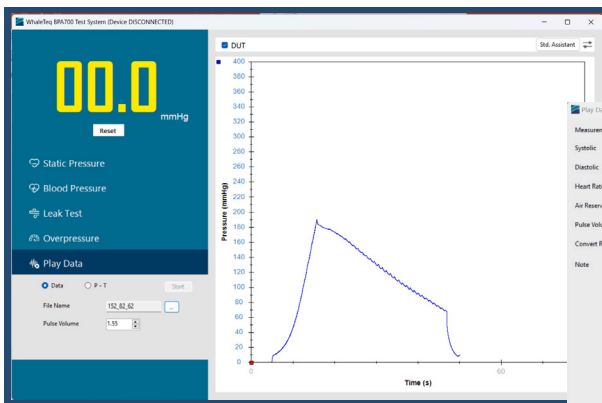 WhaleTeq BPA700 Test System (Device DISCONNECTED)
00.0
mmHg
Reset
Static Pressure
Blood Pressure
Leak Test
Overpressure
Play Data
Data
P - T
Start
File Name
152_82_62
...
Pulse Volume
1.55
DUT
Std. Assistant
Pressure (mmHg)
400
380
360
340
320
300
280
260
240
220
200
180
160
140
120
100
80
60
40
20
0
0
60
Time (s)
Play Da
Measurem
Systolic
Diastolic
Heart Rat
Air Reserv
Pulse Volu
Convert R
Note